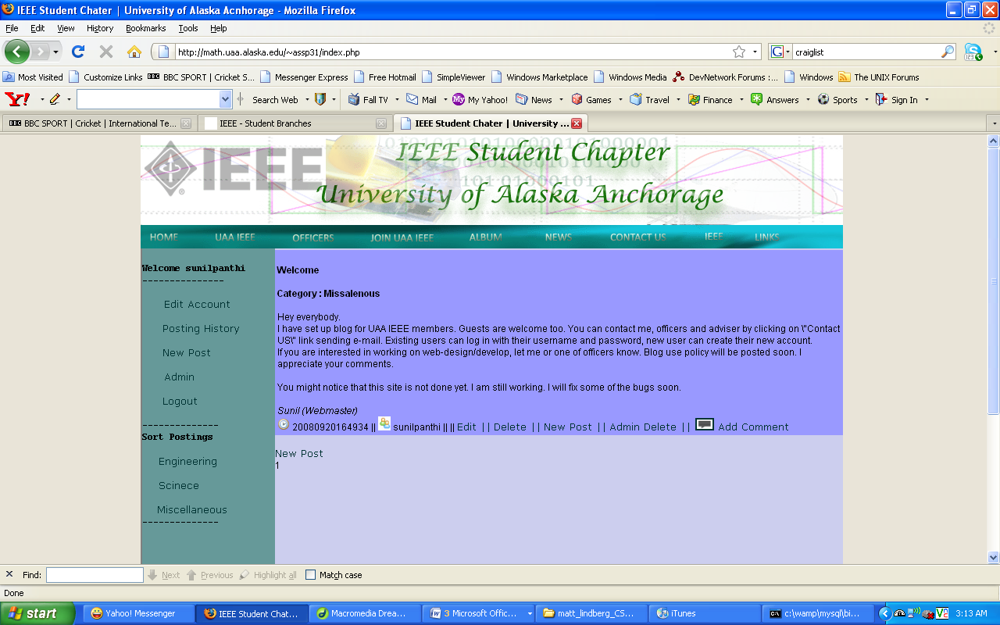 IEEE Student Chater | University of Alaska Acnhorage - Mozilla Firefox
File Edit View History Bookmarks Tools Help
http://math.uaa.alaska.edu/~assp31/index.php
G craiglist
Most Visited Customize Links BBC BBC SPORT | Cricket S... Messenger Express Free Hotmail SimpleViewer Windows Marketplace Windows Media DevNetwork Forums :... Windows The UNIX Forums
Y! Search Web Fall TV Mail My Yahoo! News Games Travel Finance Answers Sports Sign In
BBC BBC SPORT | Cricket | International Te... IEEE - Student Branches IEEE Student Chater | University ...
IEEE
IEEE Student Chapter
University of Alaska Anchorage
HOME UAA IEEE OFFICERS JOIN UAA IEEE ALBUM NEWS CONTACT US IEEE LINKS
Welcome sunilpanthi
---------------
Edit Account
Posting History
New Post
Admin
Logout
--------------
Sort Postings
Engineering
Scinece
Miscellaneous
--------------
Welcome
Category : Missalenous
Hey everybody.
I have set up blog for UAA IEEE members. Guests are welcome too. You can contact me, officers and adviser by clicking on \"Contact
US\" link sending e-mail. Existing users can log in with their username and password, new user can create their new account.
If you are interested in working on web-design/develop, let me or one of officers know. Blog use policy will be posted soon. I
appreciate your comments.
You might notice that this site is not done yet. I am still working. I will fix some of the bugs soon.
Sunil (Webmaster)
20080920164934 || sunilpanthi || || Edit || Delete || New Post || Admin Delete || Add Comment
New Post
1
Find: Next Previous Highlight all Match case
Done
start Yahoo! Messenger IEEE Student Chat... Macromedia Drea... 3 Microsoft Offic... matt_lindberg_CS... iTunes c:\wamp\mysql\bi... 3:13 AM